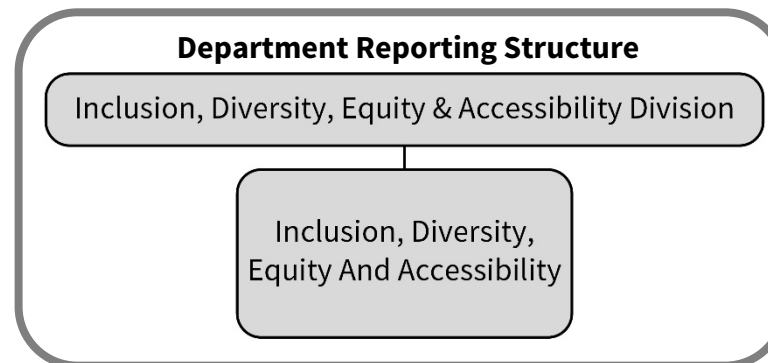 Department Reporting Structure
Inclusion, Diversity, Equity & Accessibility Division
Inclusion, Diversity,
Equity And Accessibility